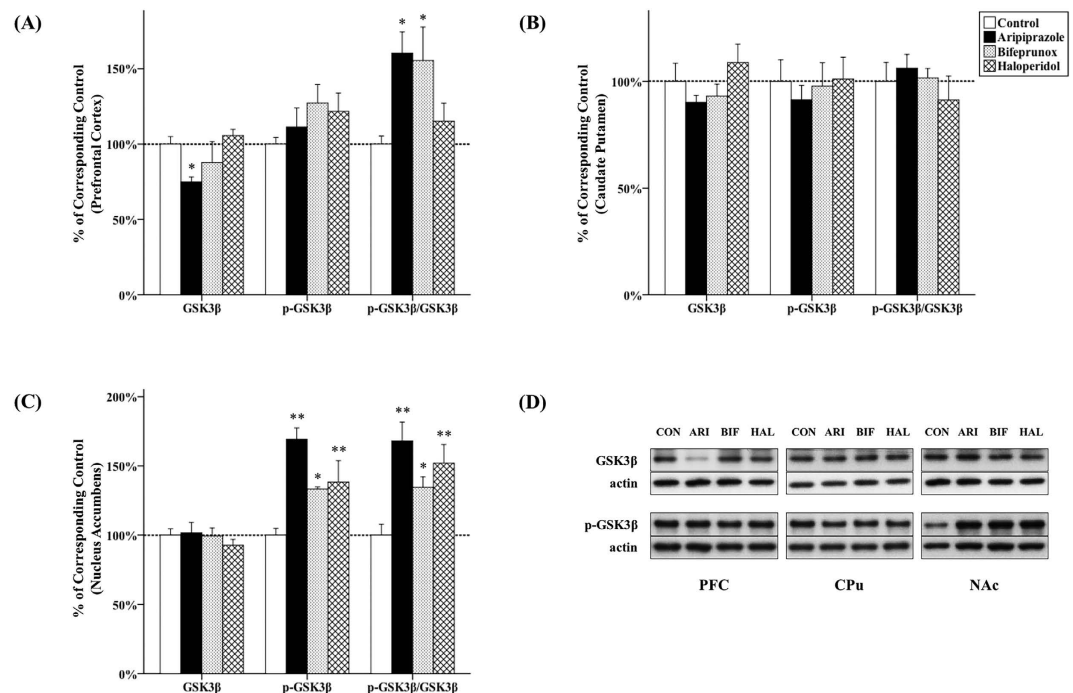 (A)
% of Corresponding Control
(Prefrontal Cortex)
150%
100%
50%
0%
* * *
GSK3β p-GSK3β p-GSK3β/GSK3β
(B)
% of Corresponding Control
(Caudate Putamen)
100%
50%
0%
GSK3β p-GSK3β p-GSK3β/GSK3β
Control
Aripiprazole
Bifeprunox
Haloperidol
(C)
% of Corresponding Control
(Nucleus Accumbens)
200%
150%
100%
50%
0%
** * ** ** * **
GSK3β p-GSK3β p-GSK3β/GSK3β
(D)
CON ARI BIF HAL CON ARI BIF HAL CON ARI BIF HAL
GSK3β
actin
p-GSK3β
actin
PFC CPu NAc